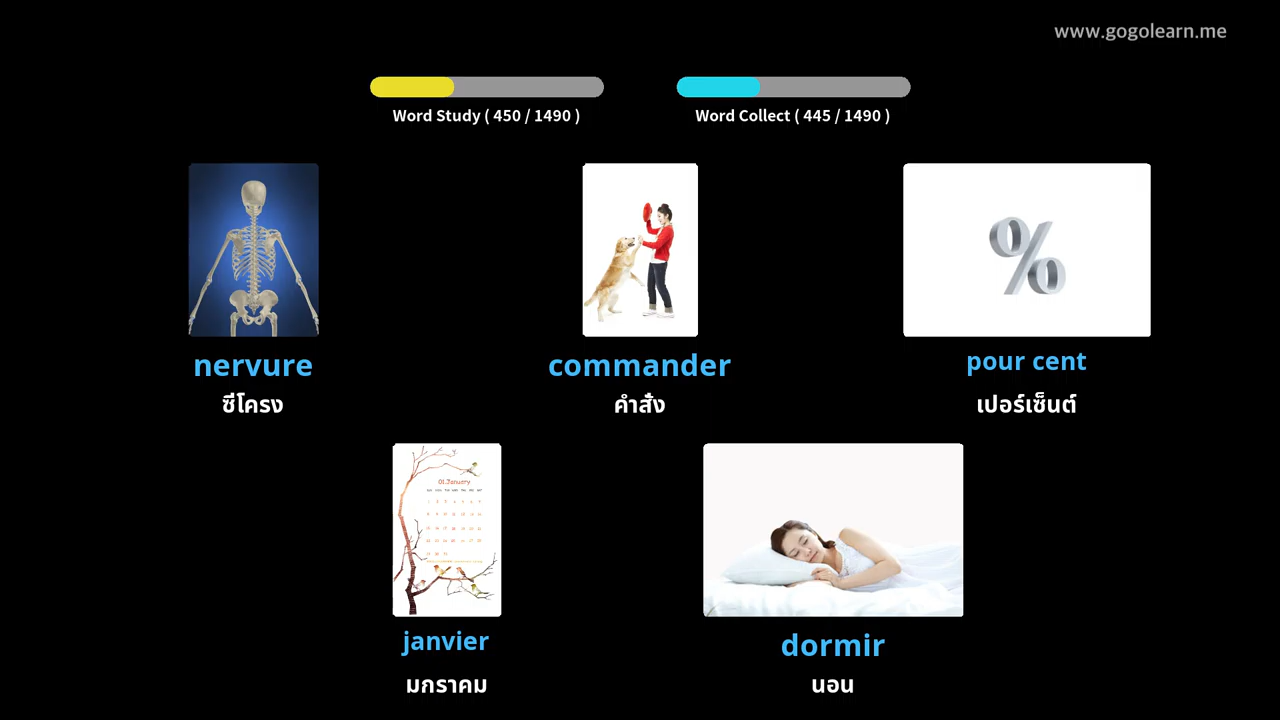 www.gogolearn.me
Word Study ( 450 / 1490 )
Word Collect ( 445 / 1490 )
nervure
commander
pour cent
ซี่โครง
คำสั่ง
เปอร์เซ็นต์
01.January
janvier
dormir
มกราคม
นอน